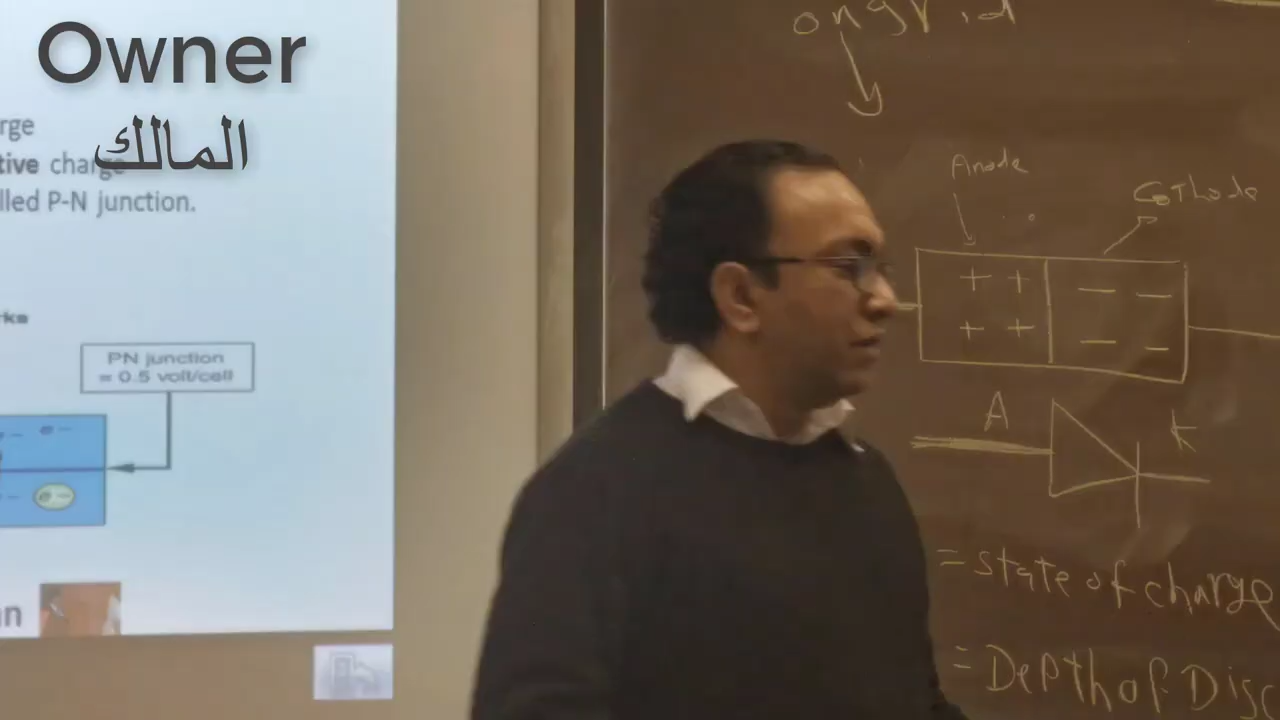 Owner
المالك
rge
tive charge
lled P-N junction.
rks
PN junction
= 0.5 volt/cell
n
ongrid
Anode
Cathode
+ + — —
+ + — —
A
K
= state of charge
= Depth of Disc